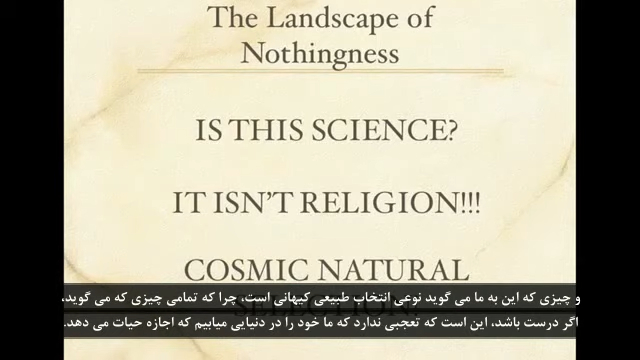 The Landscape of
Nothingness
IS THIS SCIENCE?
IT ISN'T RELIGION!!!
COSMIC NATURAL
SELECTION!
و چیزی که این به ما می گوید نوعی انتخاب طبیعی کیهانی است، چرا که تمامی چیزی که می گوید،
اگر درست باشد، این است که تعجبی ندارد که ما خود را در دنیایی میابیم که اجازه حیات می دهد.